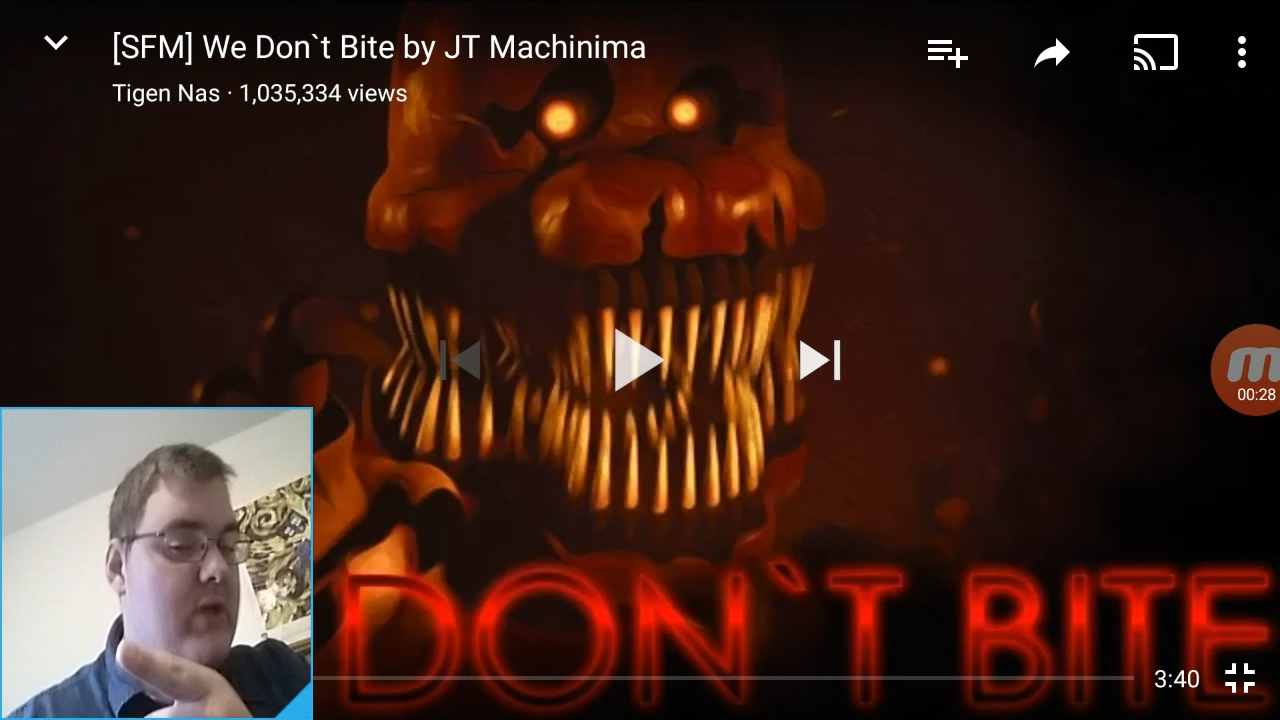 [SFM] We Don`t Bite by JT Machinima
Tigen Nas · 1,035,334 views
00:28
DON`T BITE
3:40